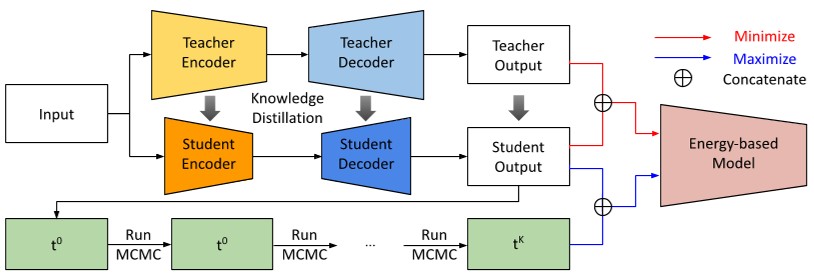 Teacher
Encoder
Teacher
Decoder
Teacher
Output
Minimize
Maximize
Concatenate
Input
Knowledge
Distillation
Student
Encoder
Student
Decoder
Student
Output
Energy-based
Model
t⁰
Run
MCMC
t⁰
Run
MCMC
...
Run
MCMC
tᴷ